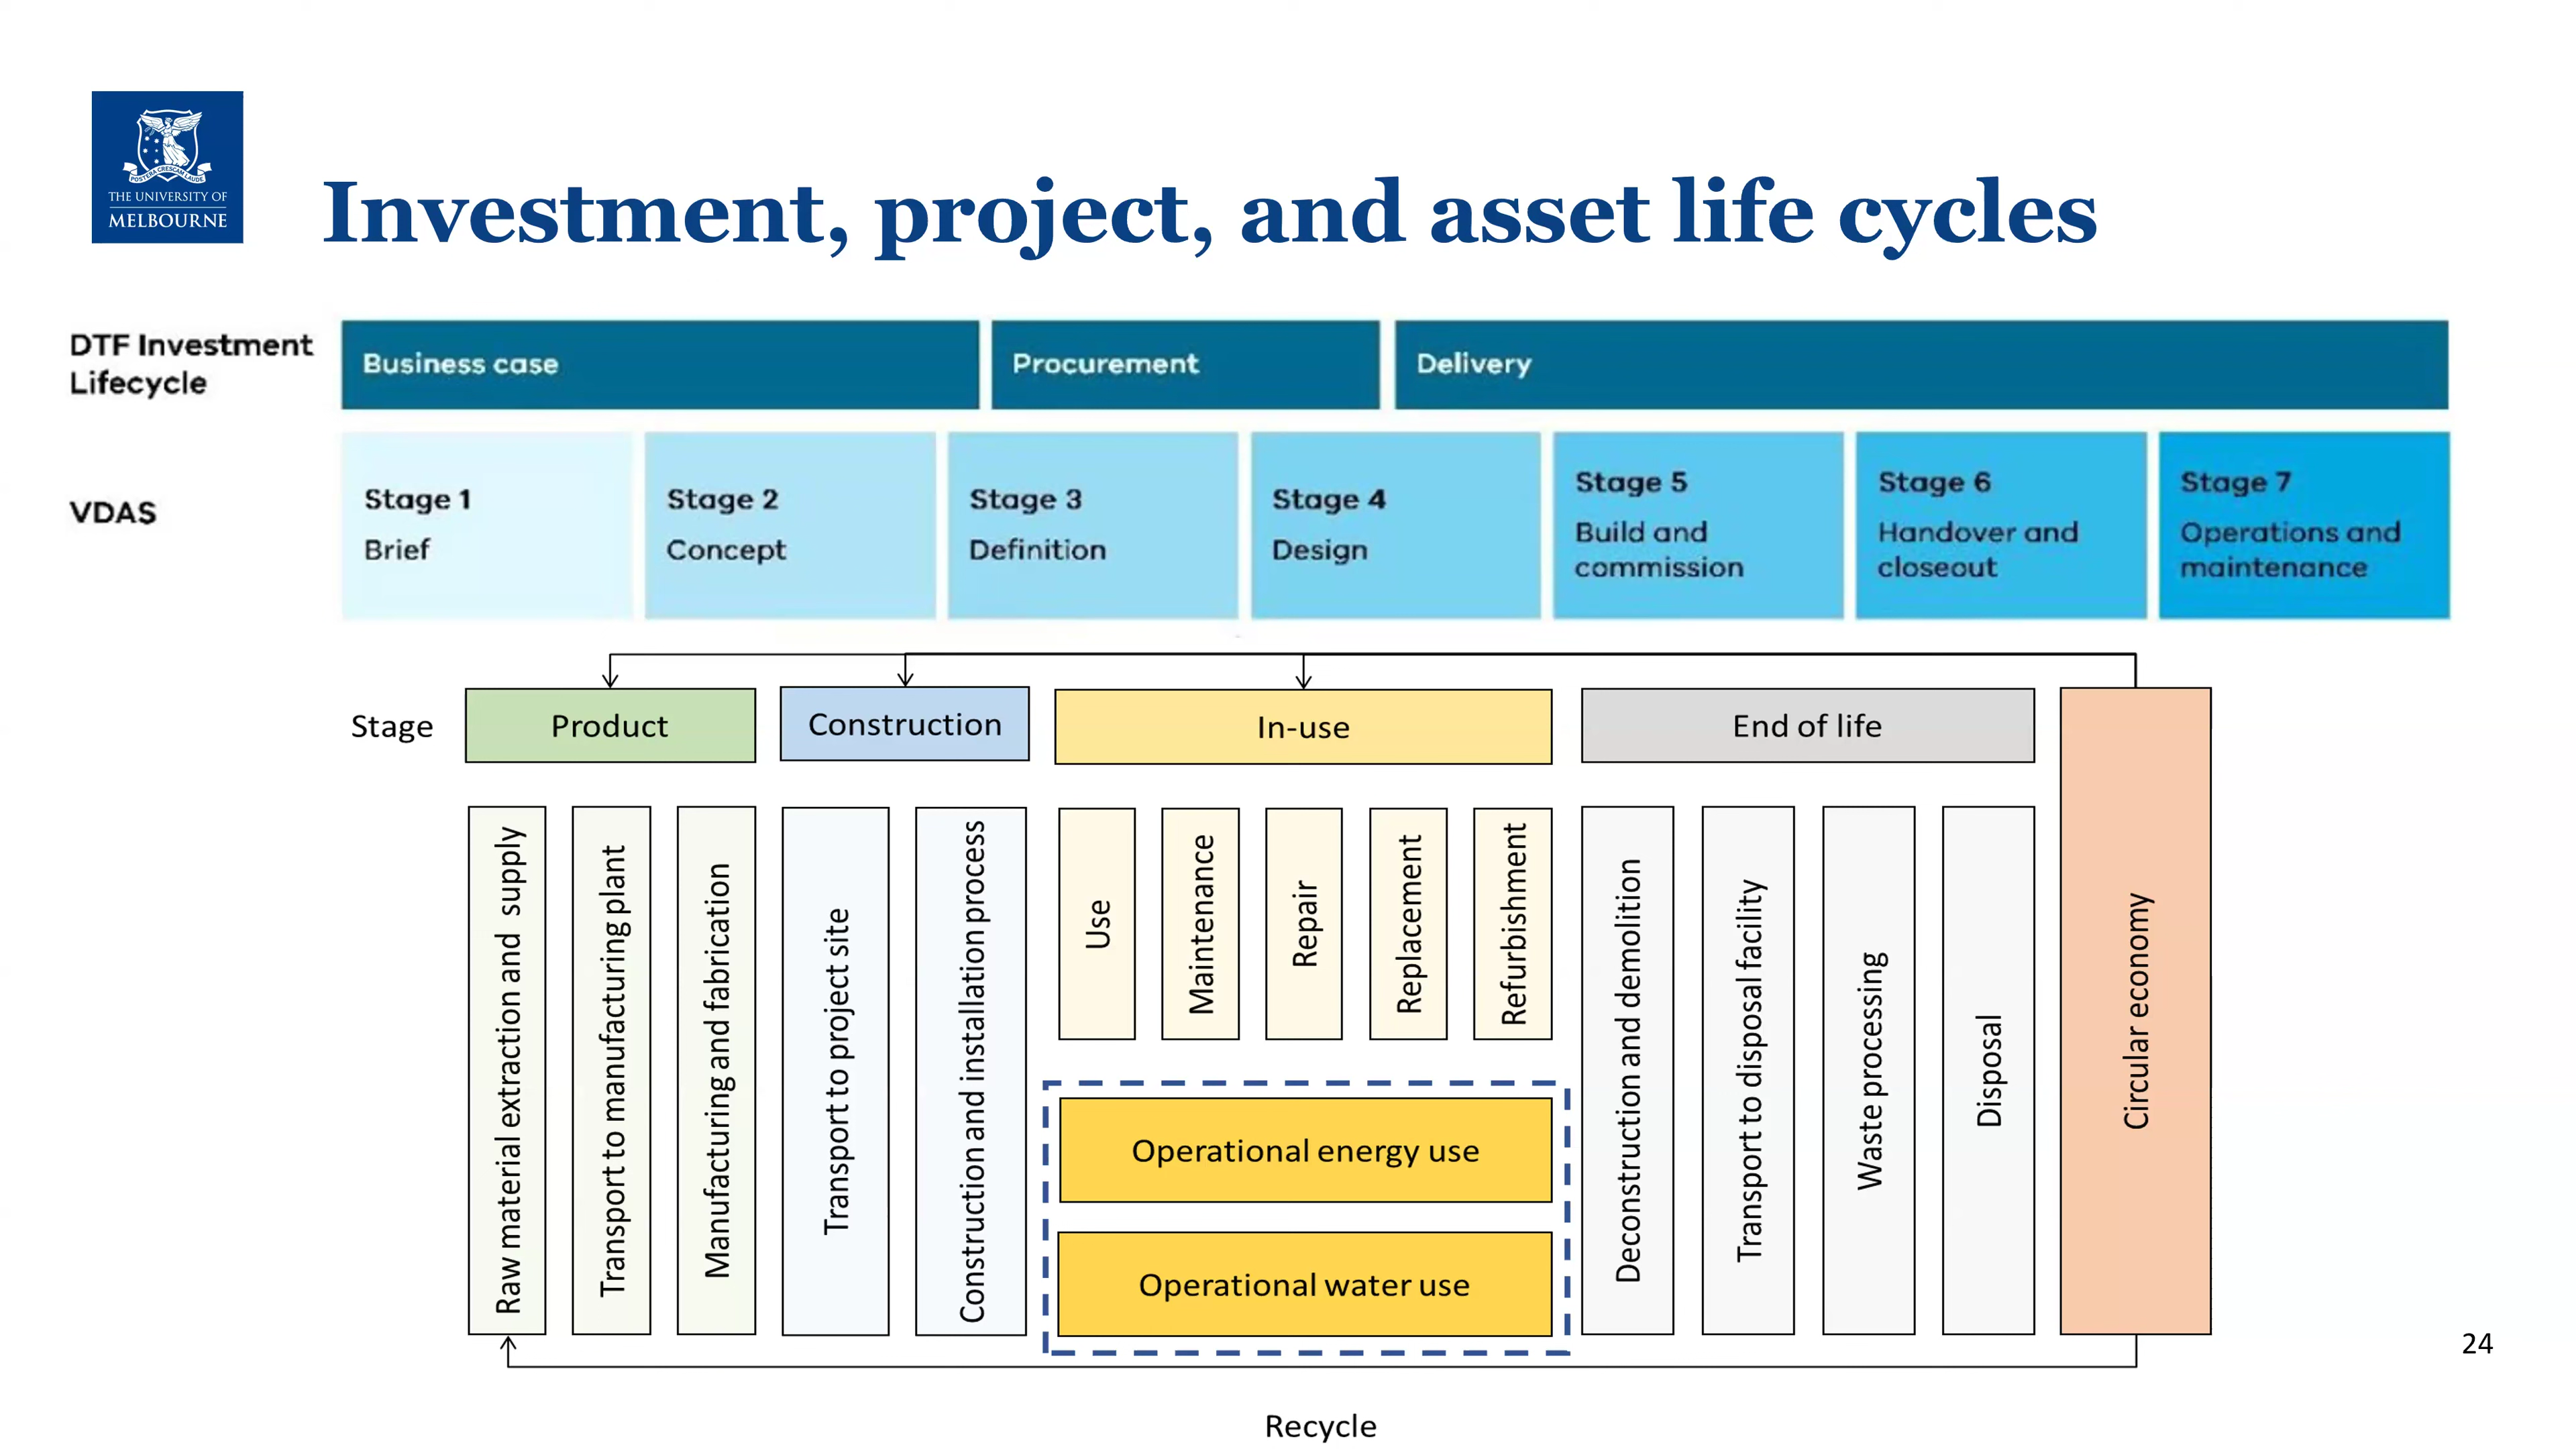 POSTERA CRESCAM LAUDE
THE UNIVERSITY OF
MELBOURNE
Investment, project, and asset life cycles
DTF Investment
Lifecycle
Business case
Procurement
Delivery
VDAS
Stage 1
Brief
Stage 2
Concept
Stage 3
Definition
Stage 4
Design
Stage 5
Build and
commission
Stage 6
Handover and
closeout
Stage 7
Operations and
maintenance
Stage
Product
Construction
In-use
End of life
Raw material extraction and supply
Transport to manufacturing plant
Manufacturing and fabrication
Transport to project site
Construction and installation process
Use
Maintenance
Repair
Replacement
Refurbishment
Operational energy use
Operational water use
Deconstruction and demolition
Transport to disposal facility
Waste processing
Disposal
Circular economy
Recycle
24